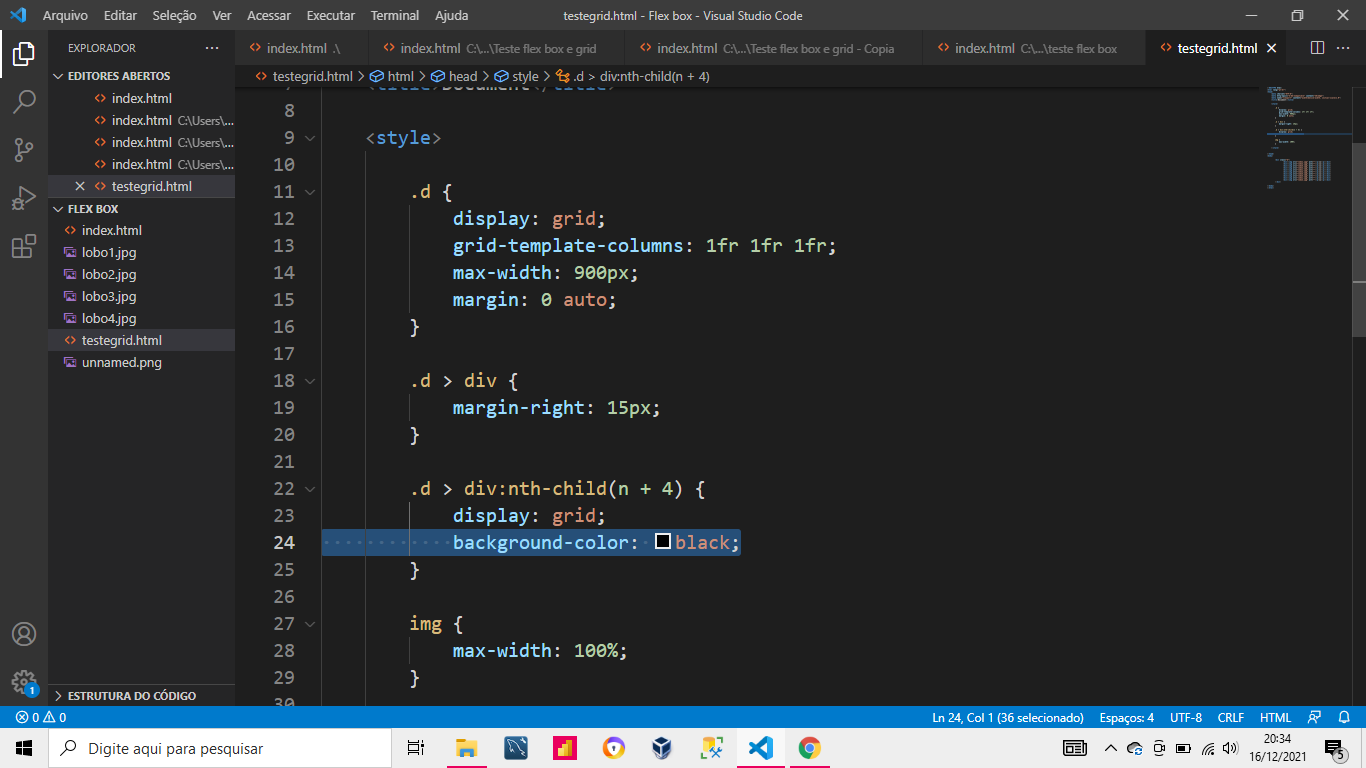 Arquivo Editar Seleção Ver Acessar Executar Terminal Ajuda testegrid.html - Flex box - Visual Studio Code
EXPLORADOR ···
index.html .\ index.html C:\...\Teste flex box e grid index.html C:\...\Teste flex box e grid - Copia index.html C:\...\teste flex box testegrid.html
testegrid.html > html > head > style > .d > div:nth-child(n + 4)
EDITORES ABERTOS
index.html
index.html C:\Users\...
index.html C:\Users\...
index.html C:\Users\...
testegrid.html
FLEX BOX
index.html
lobo1.jpg
lobo2.jpg
lobo3.jpg
lobo4.jpg
testegrid.html
unnamed.png
ESTRUTURA DO CÓDIGO
7 <title>Document</title>
8
9 <style>
10
11 .d {
12 display: grid;
13 grid-template-columns: 1fr 1fr 1fr;
14 max-width: 900px;
15 margin: 0 auto;
16 }
17
18 .d > div {
19 margin-right: 15px;
20 }
21
22 .d > div:nth-child(n + 4) {
23 display: grid;
24 background-color: black;
25 }
26
27 img {
28 max-width: 100%;
29 }
30
1
0 0 Ln 24, Col 1 (36 selecionado) Espaços: 4 UTF-8 CRLF HTML
Digite aqui para pesquisar
20:34
16/12/2021
5